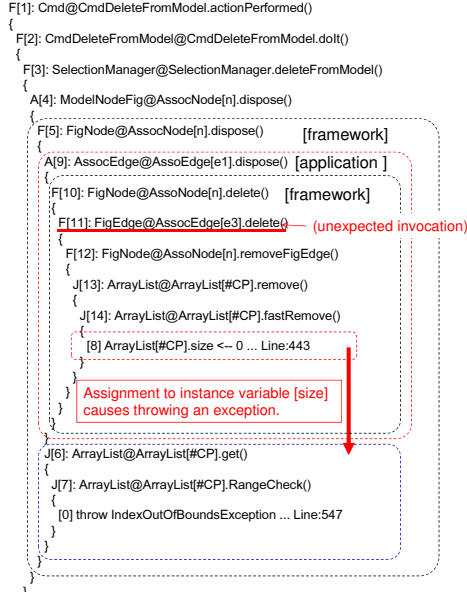 F[1]: Cmd@CmdDeleteFromModel.actionPerformed()
{
F[2]: CmdDeleteFromModel@CmdDeleteFromModel.doIt()
{
F[3]: SelectionManager@SelectionManager.deleteFromModel()
{
A[4]: ModelNodeFig@AssocNode[n].dispose()
{
F[5]: FigNode@AssocNode[n].dispose() [framework]
{
A[9]: AssocEdge@AssoEdge[e1].dispose() [application ]
{
F[10]: FigNode@AssoNode[n].delete() [framework]
{
F[11]: FigEdge@AssocEdge[e3].delete() (unexpected invocation)
{
F[12]: FigNode@AssoNode[n].removeFigEdge()
{
J[13]: ArrayList@ArrayList[#CP].remove()
{
J[14]: ArrayList@ArrayList[#CP].fastRemove()
{
[8] ArrayList[#CP].size <-- 0 ... Line:443
}
}
} Assignment to instance variable [size]
} causes throwing an exception.
}
}
J[6]: ArrayList@ArrayList[#CP].get()
{
J[7]: ArrayList@ArrayList[#CP].RangeCheck()
{
[0] throw IndexOutOfBoundsException ... Line:547
}
}
}
}
}